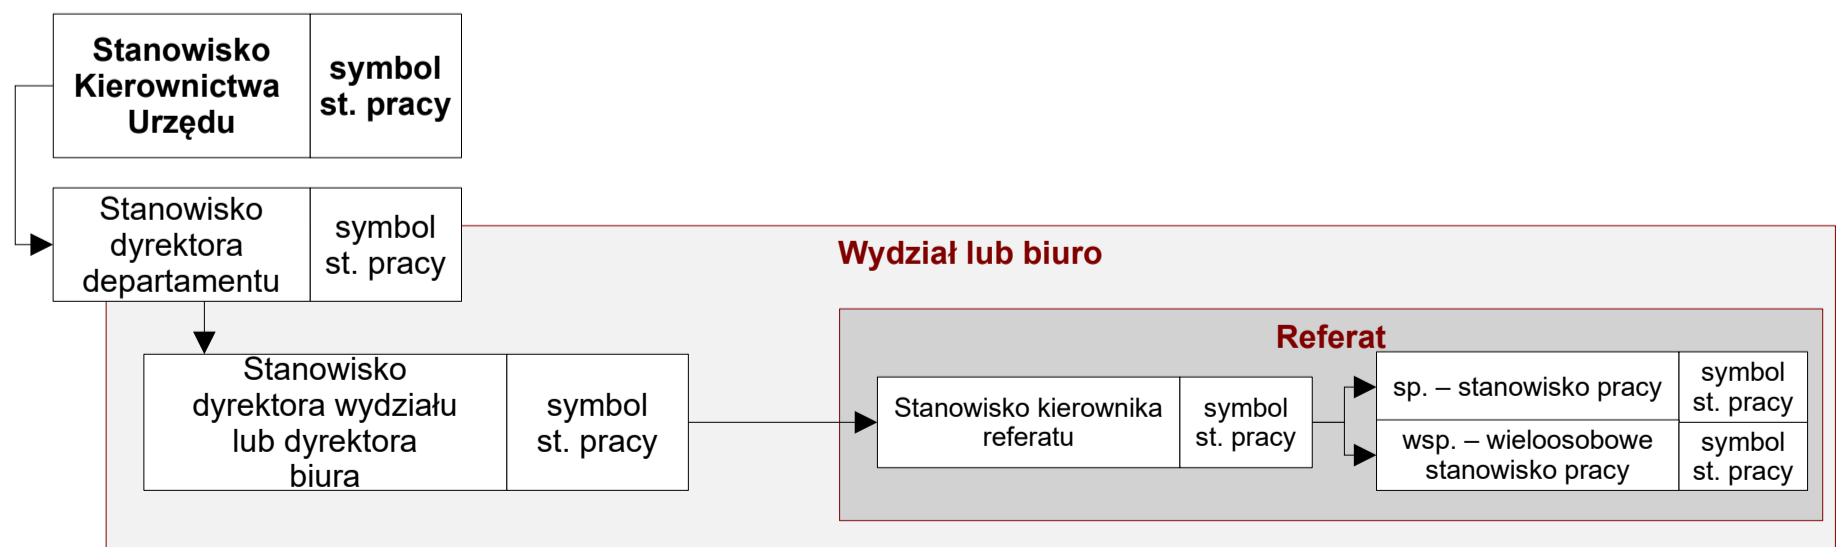 Stanowisko
Kierownictwa
Urzędu
symbol
st. pracy
Stanowisko
dyrektora
departamentu
symbol
st. pracy
Wydział lub biuro
Stanowisko
dyrektora wydziału
lub dyrektora
biura
symbol
st. pracy
Referat
Stanowisko kierownika
referatu
symbol
st. pracy
sp. – stanowisko pracy
symbol
st. pracy
wsp. – wieloosobowe
stanowisko pracy
symbol
st. pracy